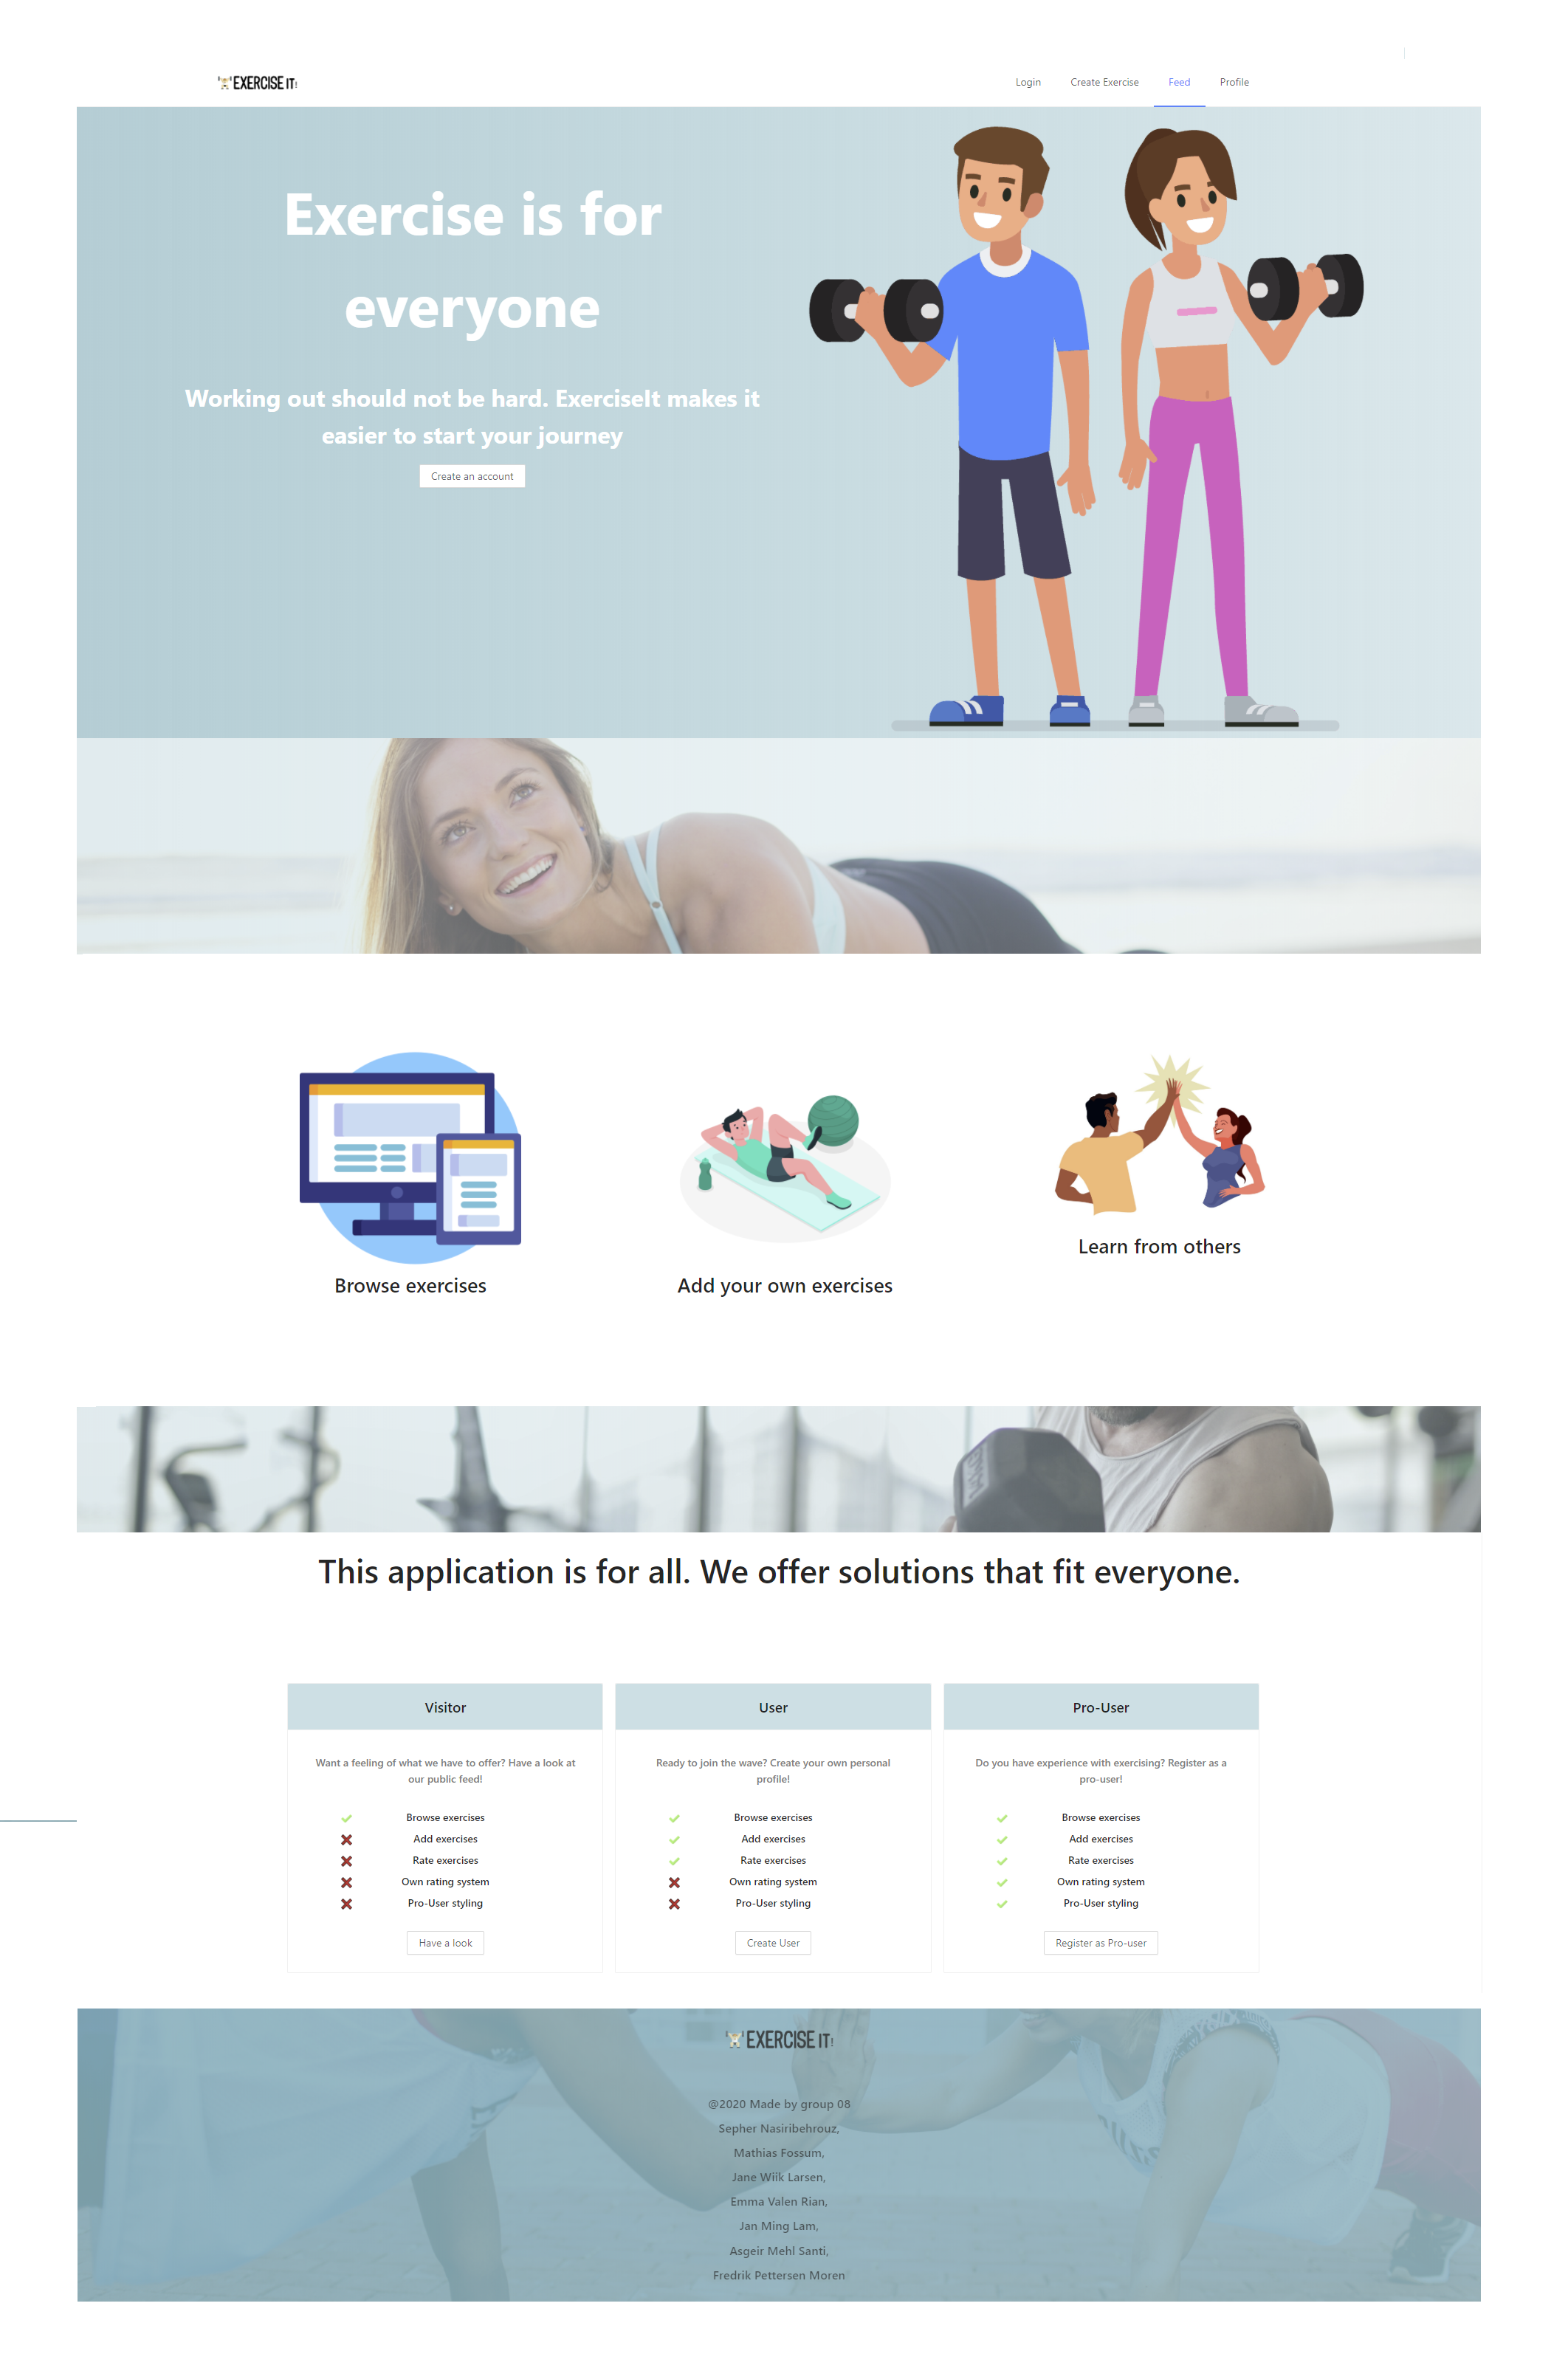 EXERCISE IT!
Login Create Exercise Feed Profile
Exercise is for
everyone
Working out should not be hard. ExerciseIt makes it
easier to start your journey
Create an account
Browse exercises
Add your own exercises
Learn from others
This application is for all. We offer solutions that fit everyone.
Visitor
Want a feeling of what we have to offer? Have a look at
our public feed!
Browse exercises
Add exercises
Rate exercises
Own rating system
Pro-User styling
Have a look
User
Ready to join the wave? Create your own personal
profile!
Browse exercises
Add exercises
Rate exercises
Own rating system
Pro-User styling
Create User
Pro-User
Do you have experience with exercising? Register as a
pro-user!
Browse exercises
Add exercises
Rate exercises
Own rating system
Pro-User styling
Register as Pro-user
EXERCISE IT!
@2020 Made by group 08
Sepher Nasiribehrouz,
Mathias Fossum,
Jane Wiik Larsen,
Emma Valen Rian,
Jan Ming Lam,
Asgeir Mehl Santi,
Fredrik Pettersen Moren